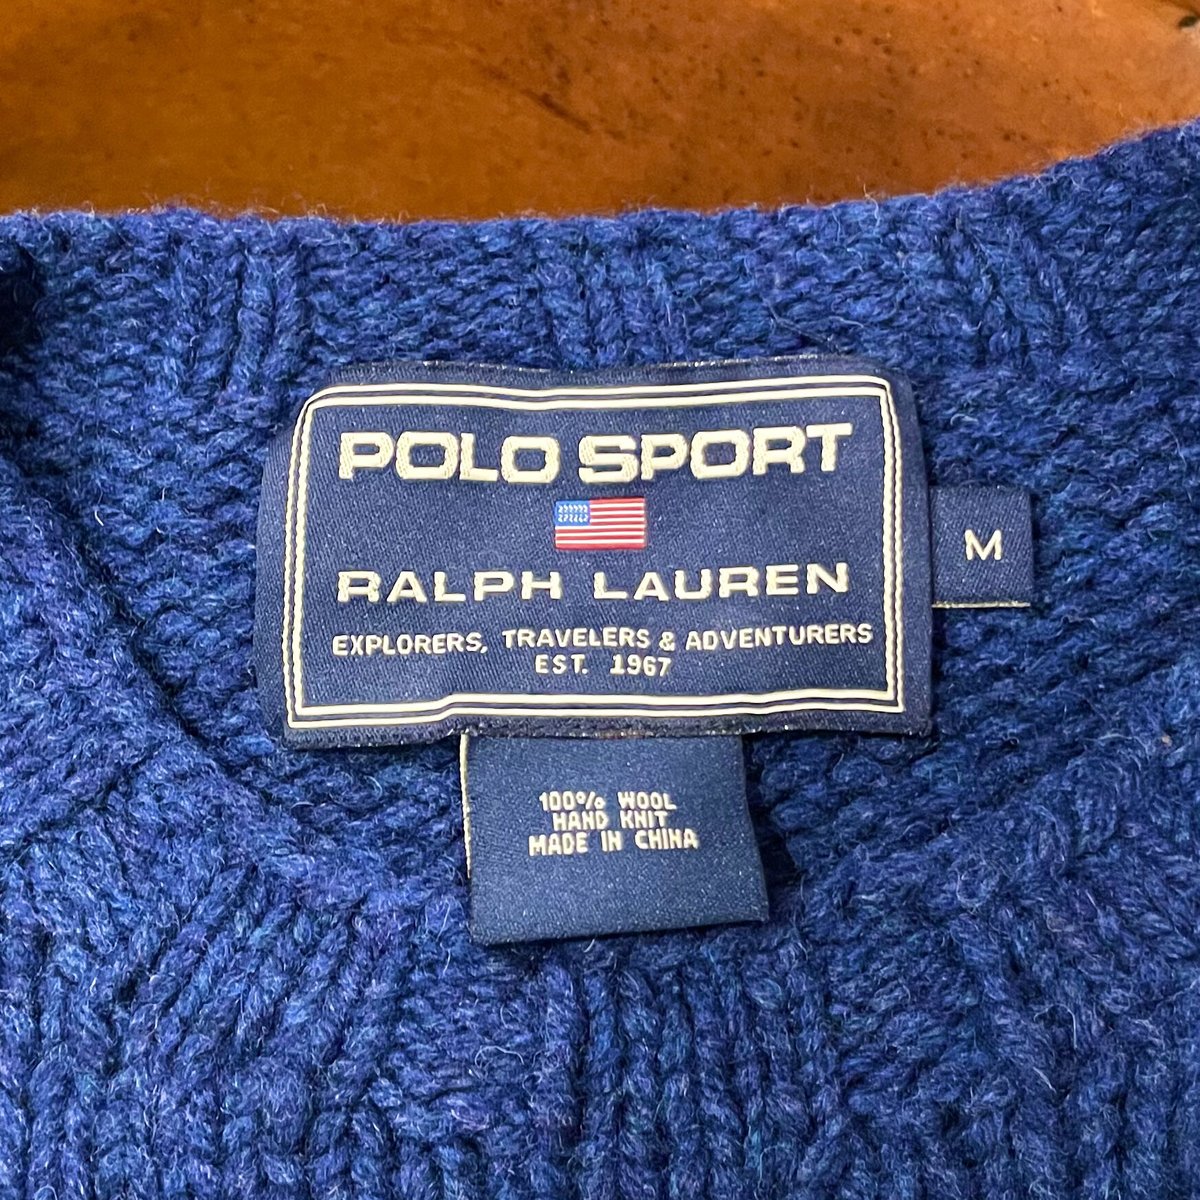 POLO SPORT
RALPH LAUREN
EXPLORERS, TRAVELERS & ADVENTURERS
EST. 1967
M
100% WOOL
HAND KNIT
MADE IN CHINA